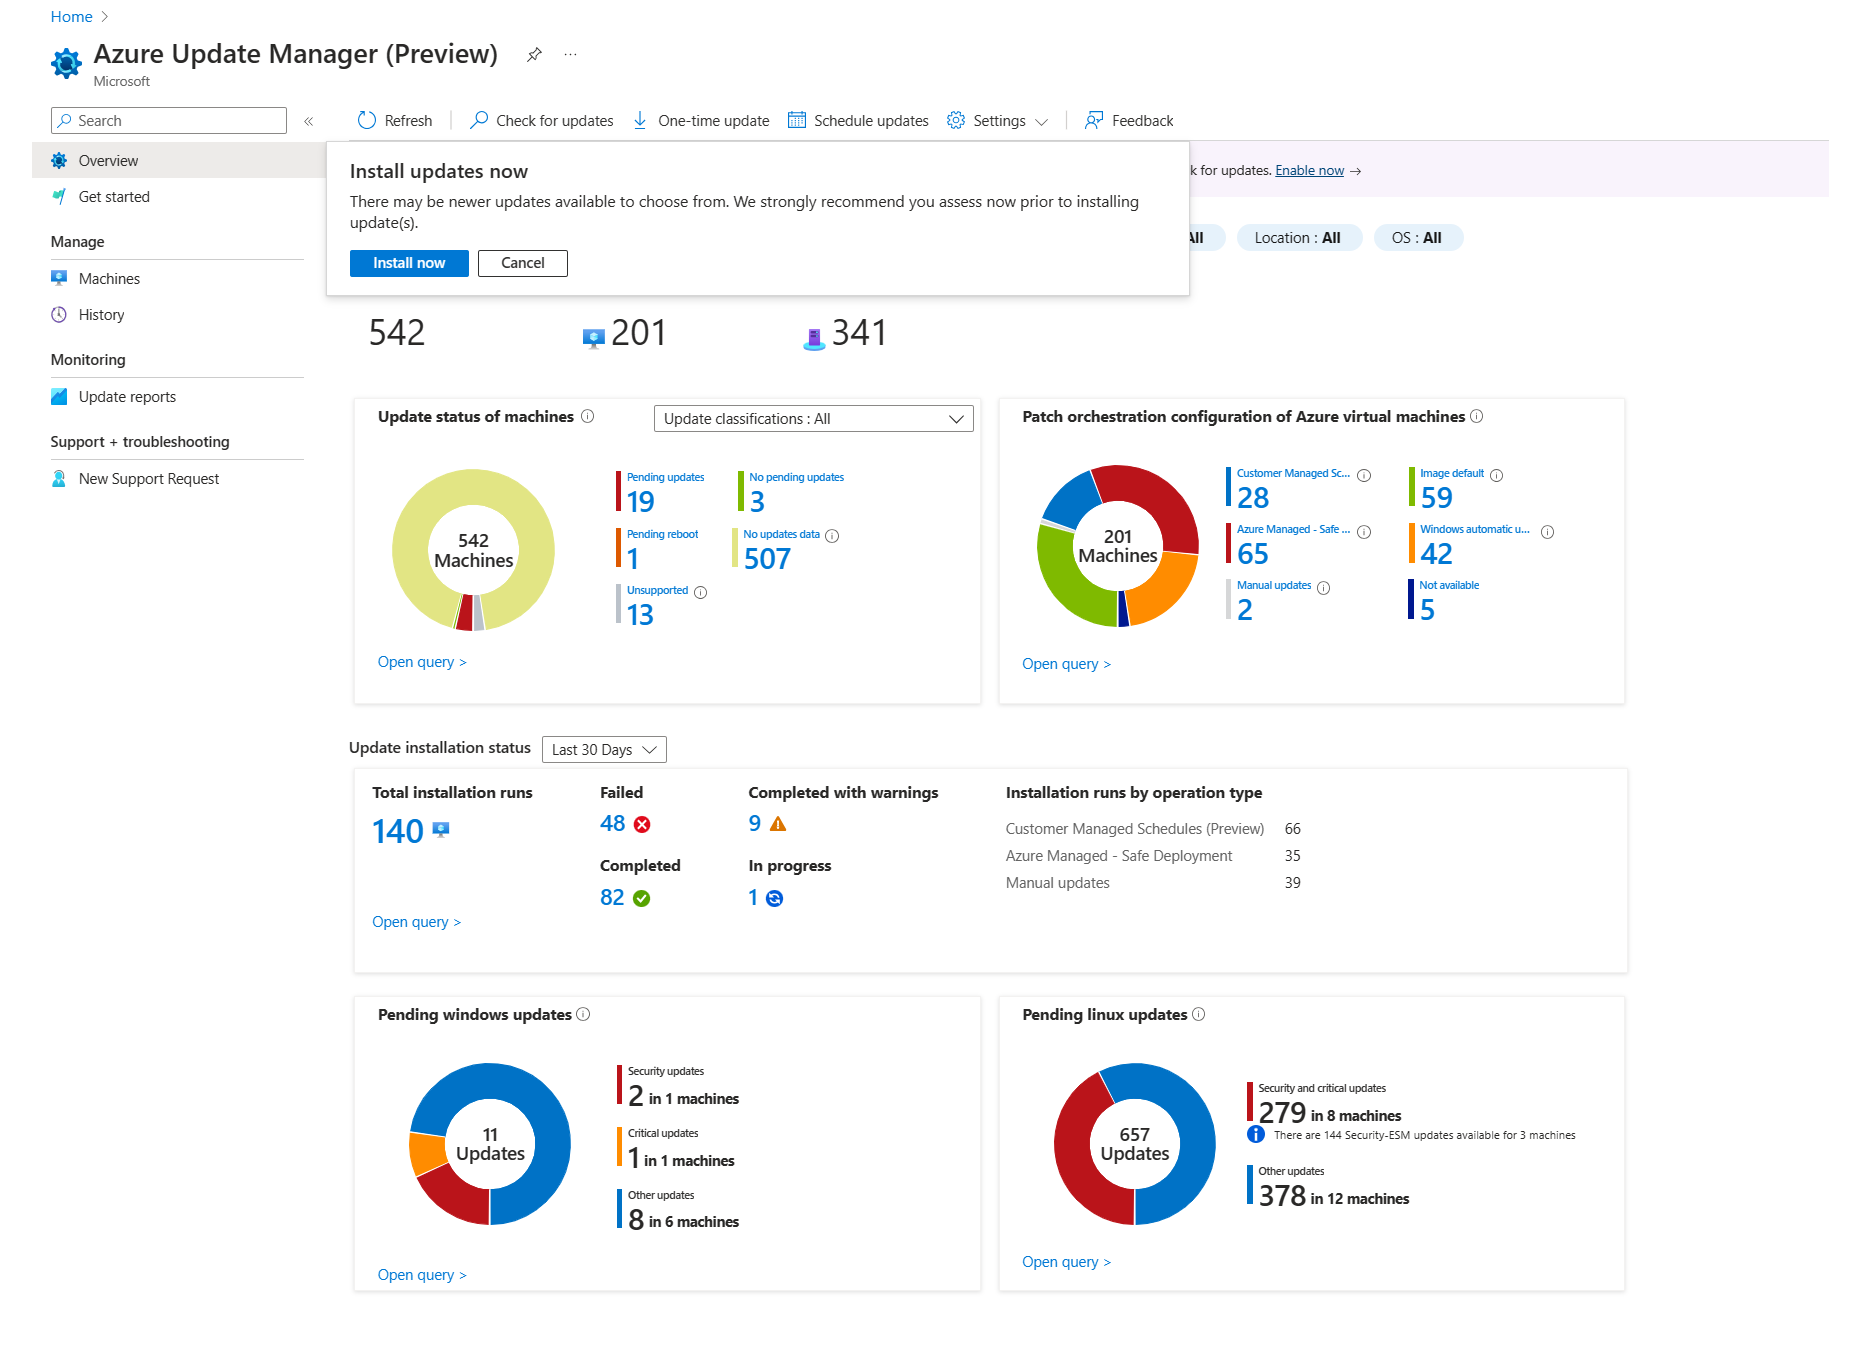 Home
Azure Update Manager (Preview)
Microsoft
Search
Refresh
Check for updates
One-time update
Schedule updates
Settings
Feedback
Overview
Get started
Manage
Machines
History
Monitoring
Update reports
Support + troubleshooting
New Support Request
Install updates now
There may be newer updates available to choose from. We strongly recommend you assess now prior to installing
update(s).
Install now
Cancel
k for updates. Enable now →
All
Location : All
OS : All
542
201
341
Update status of machines
Update classifications : All
542
Machines
Pending updates
19
No pending updates
3
Pending reboot
1
No updates data
507
Unsupported
13
Open query >
Patch orchestration configuration of Azure virtual machines
201
Machines
Customer Managed Sc...
28
Image default
59
Azure Managed - Safe ...
65
Windows automatic u...
42
Manual updates
2
Not available
5
Open query >
Update installation status
Last 30 Days
Total installation runs
140
Open query >
Failed
48
Completed with warnings
9
Completed
82
In progress
1
Installation runs by operation type
Customer Managed Schedules (Preview) 66
Azure Managed - Safe Deployment 35
Manual updates 39
Pending windows updates
11
Updates
Security updates
2 in 1 machines
Critical updates
1 in 1 machines
Other updates
8 in 6 machines
Open query >
Pending linux updates
657
Updates
Security and critical updates
279 in 8 machines
There are 144 Security-ESM updates available for 3 machines
Other updates
378 in 12 machines
Open query >